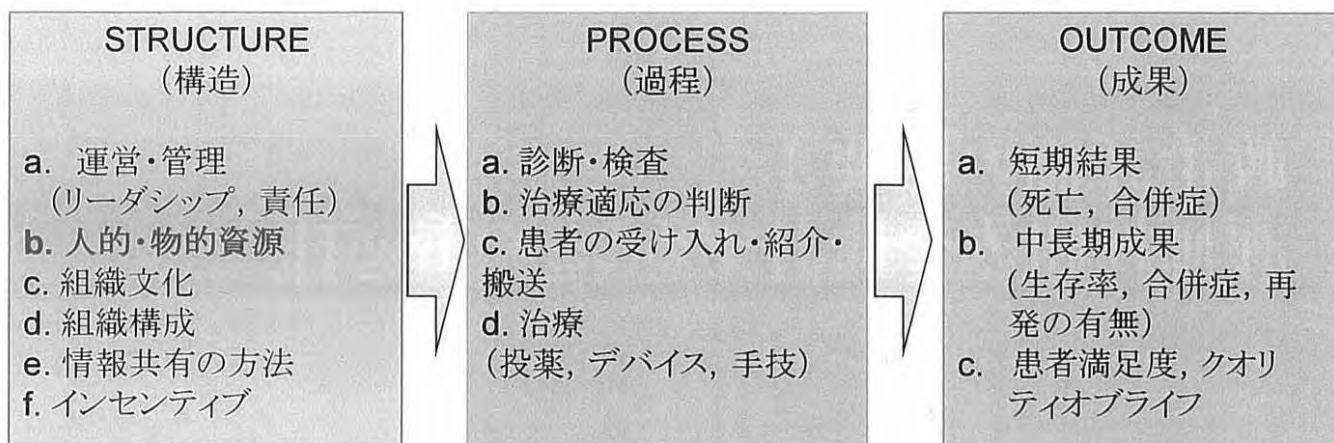 STRUCTURE
(構造)
a. 運営・管理
(リーダシップ, 責任)
b. 人的・物的資源
c. 組織文化
d. 組織構成
e. 情報共有の方法
f. インセンティブ
PROCESS
(過程)
a. 診断・検査
b. 治療適応の判断
c. 患者の受け入れ・紹介・
搬送
d. 治療
(投薬, デバイス, 手技)
OUTCOME
(成果)
a. 短期結果
(死亡, 合併症)
b. 中長期成果
(生存率, 合併症, 再
発の有無)
c. 患者満足度, クオリ
ティオブライフ